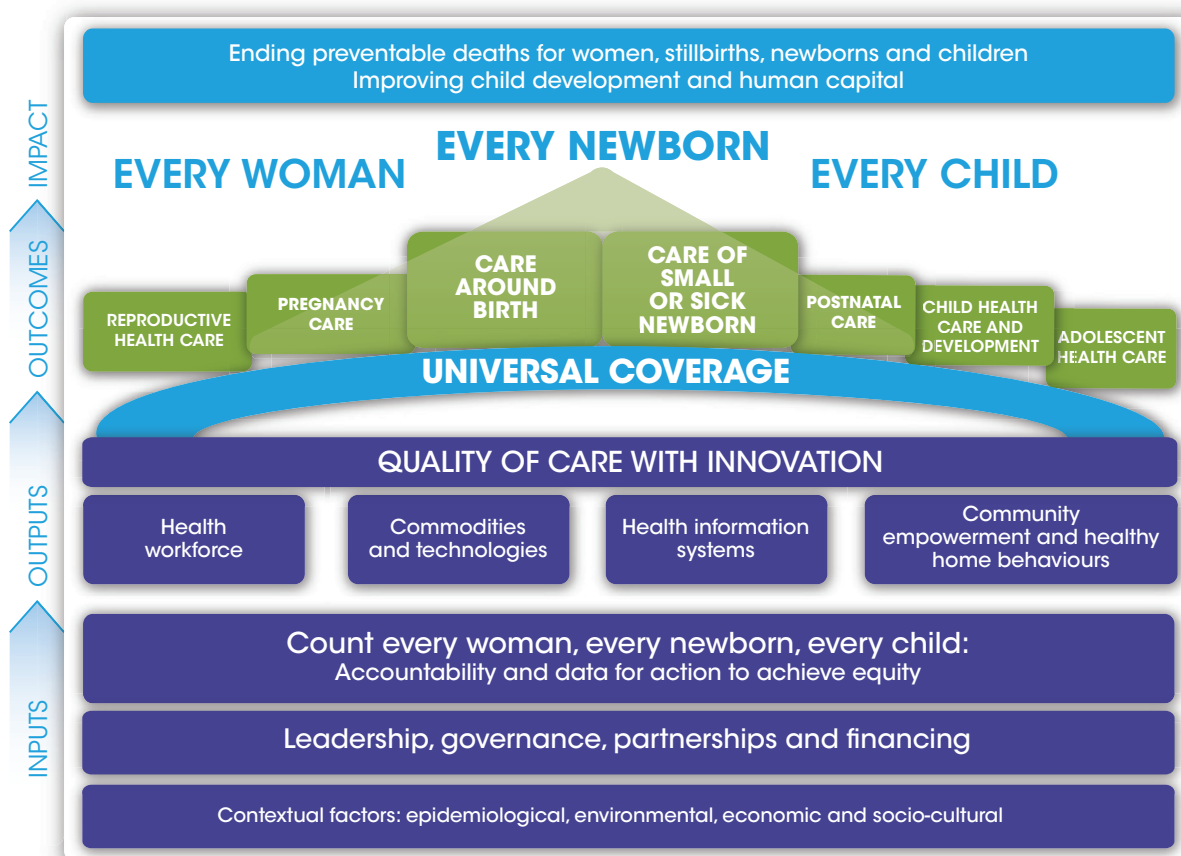 Ending preventable deaths for women, stillbirths, newborns and children
Improving child development and human capital
IMPACT
EVERY WOMAN
EVERY NEWBORN
EVERY CHILD
OUTCOMES
REPRODUCTIVE
HEALTH CARE
PREGNANCY
CARE
CARE
AROUND
BIRTH
CARE OF
SMALL
OR SICK
NEWBORN
POSTNATAL
CARE
CHILD HEALTH
CARE AND
DEVELOPMENT
ADOLESCENT
HEALTH CARE
UNIVERSAL COVERAGE
OUTPUTS
QUALITY OF CARE WITH INNOVATION
Health
workforce
Commodities
and technologies
Health information
systems
Community
empowerment and healthy
home behaviours
INPUTS
Count every woman, every newborn, every child:
Accountability and data for action to achieve equity
Leadership, governance, partnerships and financing
Contextual factors: epidemiological, environmental, economic and socio-cultural